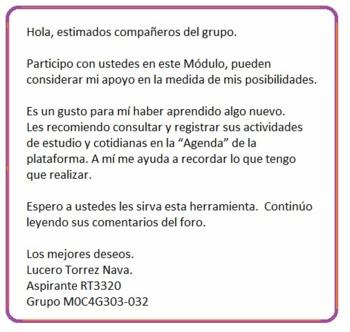 Hola, estimados compañeros del grupo.
Participo con ustedes en este Módulo, pueden
considerar mi apoyo en la medida de mis posibilidades.
Es un gusto para mí haber aprendido algo nuevo.
Les recomiendo consultar y registrar sus actividades
de estudio y cotidianas en la “Agenda” de la
plataforma. A mí me ayuda a recordar lo que tengo
que realizar.
Espero a ustedes les sirva esta herramienta. Continúo
leyendo sus comentarios del foro.
Los mejores deseos.
Lucero Torrez Nava.
Aspirante RT3320
Grupo M0C4G303-032